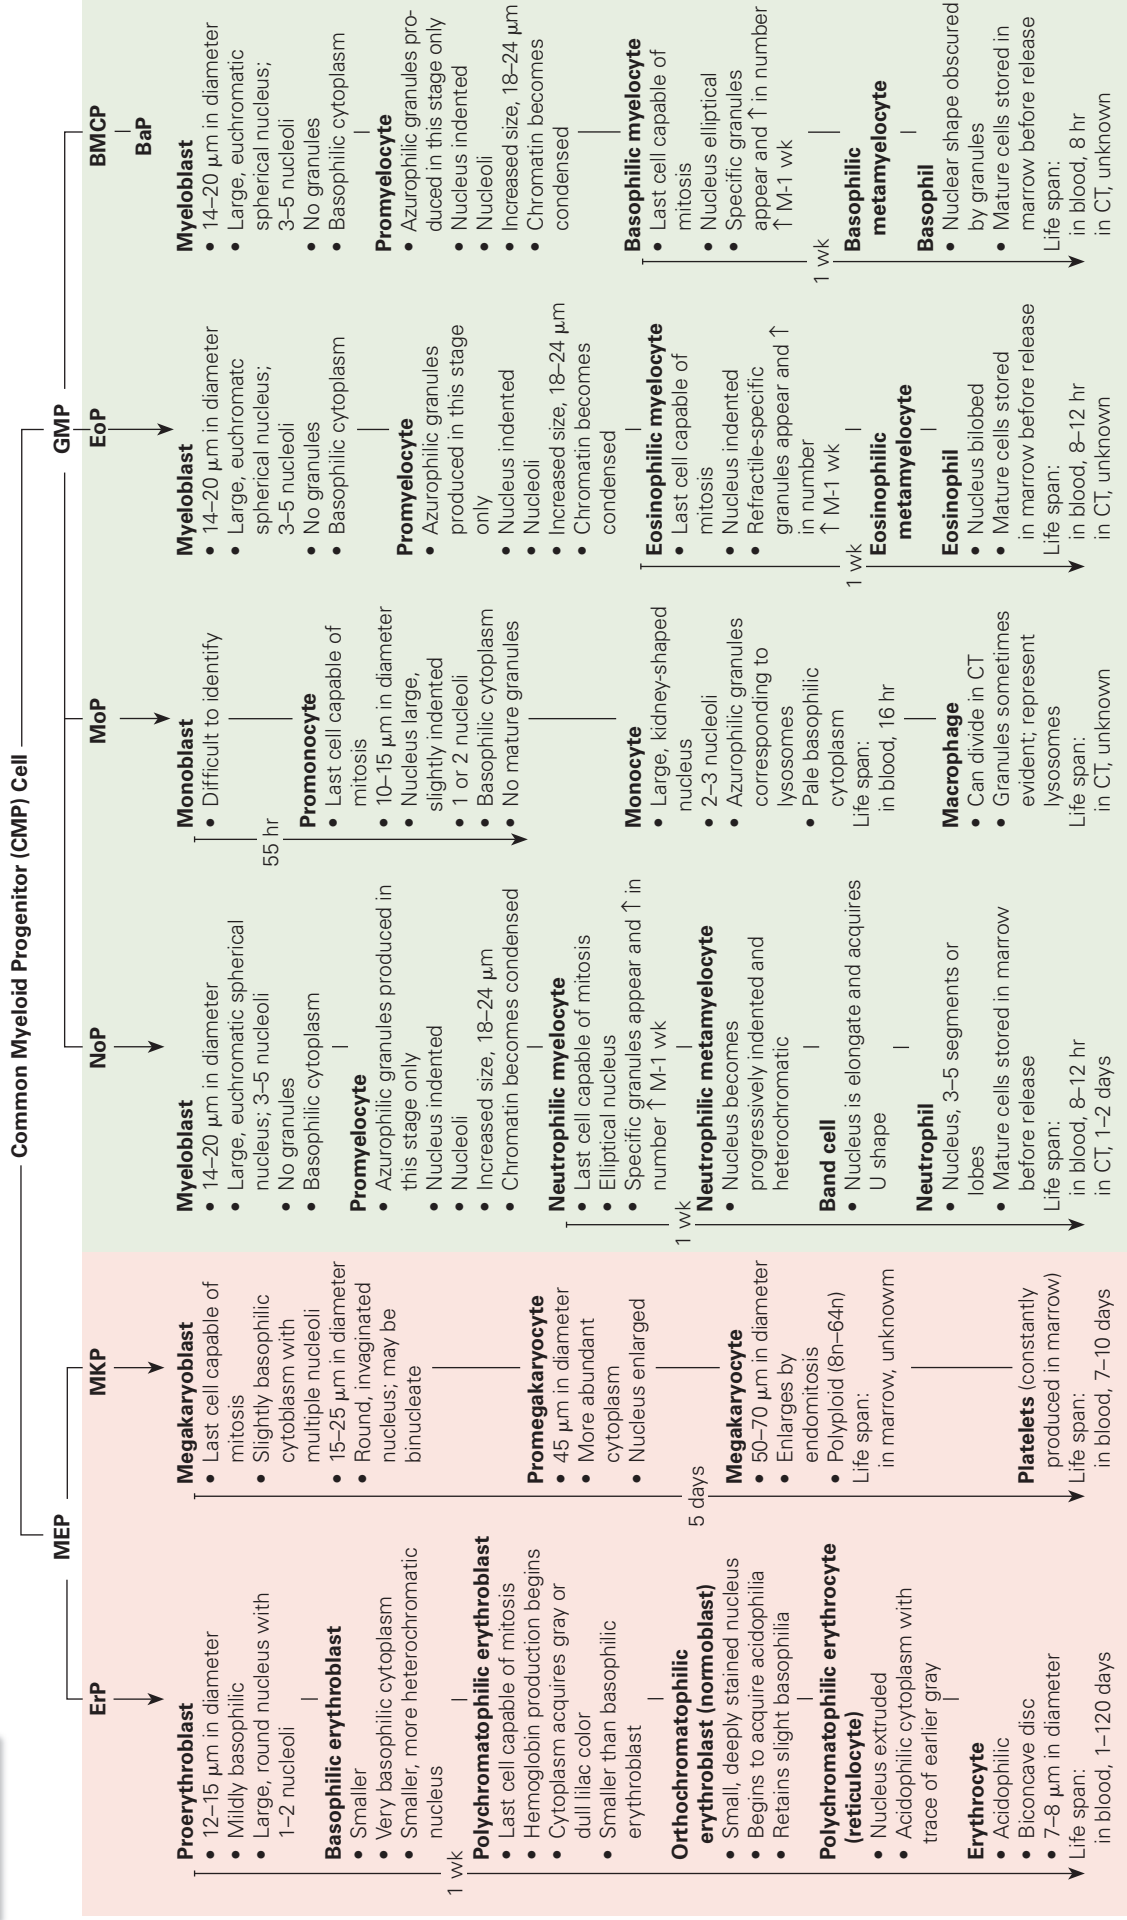 Common Myeloid Progenitor (CMP) Cell
MEP
GMP
ErP
MKP
NoP
MoP
EoP
BMCP
BaP
Proerythroblast
• 12–15 μm in diameter
• Mildly basophilic
• Large, round nucleus with
1–2 nucleoli
Basophilic erythroblast
• Smaller
• Very basophilic cytoplasm
• Smaller, more heterochromatic
nucleus
1 wk
Polychromatophilic erythroblast
• Last cell capable of mitosis
• Hemoglobin production begins
• Cytoplasm acquires gray or
dull lilac color
• Smaller than basophilic
erythroblast
Orthochromatophilic
erythroblast (normoblast)
• Small, deeply stained nucleus
• Begins to acquire acidophilia
• Retains slight basophilia
Polychromatophilic erythrocyte
(reticulocyte)
• Nucleus extruded
• Acidophilic cytoplasm with
trace of earlier gray
Erythrocyte
• Acidophilic
• Biconcave disc
• 7–8 μm in diameter
Life span:
in blood, 1–120 days
Megakaryoblast
• Last cell capable of
mitosis
• Slightly basophilic
cytoblasm with
multiple nucleoli
• 15–25 μm in diameter
• Round, invaginated
nucleus; may be
binucleate
Promegakaryocyte
• 45 μm in diameter
• More abundant
cytoplasm
• Nucleus enlarged
5 days
Megakaryocyte
• 50–70 μm in diameter
• Enlarges by
endomitosis
• Polyploid (8n–64n)
Life span:
in marrow, unknowm
Platelets (constantly
produced in marrow)
Life span:
in blood, 7–10 days
Myeloblast
• 14–20 μm in diameter
• Large, euchromatic spherical
nucleus; 3–5 nucleoli
• No granules
• Basophilic cytoplasm
Promyelocyte
• Azurophilic granules produced in
this stage only
• Nucleus indented
• Nucleoli
• Increased size, 18–24 μm
• Chromatin becomes condensed
Neutrophilic myelocyte
• Last cell capable of mitosis
• Elliptical nucleus
• Specific granules appear and ↑ in
number ↑ M-1 wk
1 wk
Neutrophilic metamyelocyte
• Nucleus becomes
progressively indented and
heterochromatic
Band cell
• Nucleus is elongate and acquires
U shape
Neutrophil
• Nucleus, 3–5 segments or
lobes
• Mature cells stored in marrow
before release
Life span:
in blood, 8–12 hr
in CT, 1–2 days
Monoblast
• Difficult to identify
55 hr
Promonocyte
• Last cell capable of
mitosis
• 10–15 μm in diameter
• Nucleus large,
slightly indented
• 1 or 2 nucleoli
• Basophilic cytoplasm
• No mature granules
Monocyte
• Large, kidney-shaped
nucleus
• 2–3 nucleoli
• Azurophilic granules
corresponding to
lysosomes
• Pale basophilic
cytoplasm
Life span:
in blood, 16 hr
Macrophage
• Can divide in CT
• Granules sometimes
evident; represent
lysosomes
Life span:
in CT, unknown
Myeloblast
• 14–20 μm in diameter
• Large, euchromatc
spherical nucleus;
3–5 nucleoli
• No granules
• Basophilic cytoplasm
Promyelocyte
• Azurophilic granules
produced in this stage
only
• Nucleus indented
• Nucleoli
• Increased size, 18–24 μm
• Chromatin becomes
condensed
Eosinophilic myelocyte
• Last cell capable of
mitosis
• Nucleus indented
• Refractile-specific
granules appear and ↑
in number
↑ M-1 wk
1 wk
Eosinophilic
metamyelocyte
Eosinophil
• Nucleus bilobed
• Mature cells stored
in marrow before release
Life span:
in blood, 8–12 hr
in CT, unknown
Myeloblast
• 14–20 μm in diameter
• Large, euchromatic
spherical nucleus;
3–5 nucleoli
• No granules
• Basophilic cytoplasm
Promyelocyte
• Azurophilic granules pro-
duced in this stage only
• Nucleus indented
• Nucleoli
• Increased size, 18–24 μm
• Chromatin becomes
condensed
Basophilic myelocyte
• Last cell capable of
mitosis
• Nucleus elliptical
• Specific granules
appear and ↑ in number
↑ M-1 wk
1 wk
Basophilic
metamyelocyte
Basophil
• Nuclear shape obscured
by granules
• Mature cells stored in
marrow before release
Life span:
in blood, 8 hr
in CT, unknown